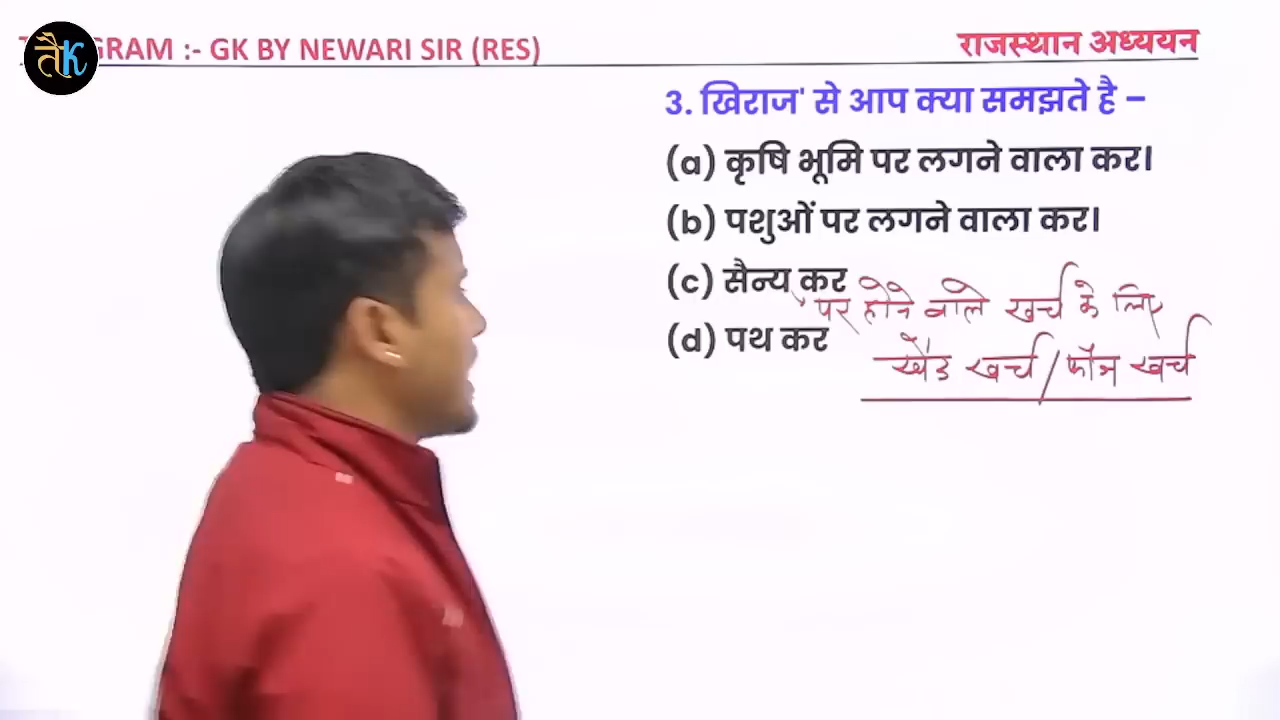 GRAM :- GK BY NEWARI SIR (RES)
राजस्थान अध्ययन
तैK
3. खिराज' से आप क्या समझते है –
(a) कृषि भूमि पर लगने वाला कर।
(b) पशुओं पर लगने वाला कर।
(c) सैन्य कर
पर होने वाले खर्च के लिए
(d) पथ कर
खर्च / फौज खर्च